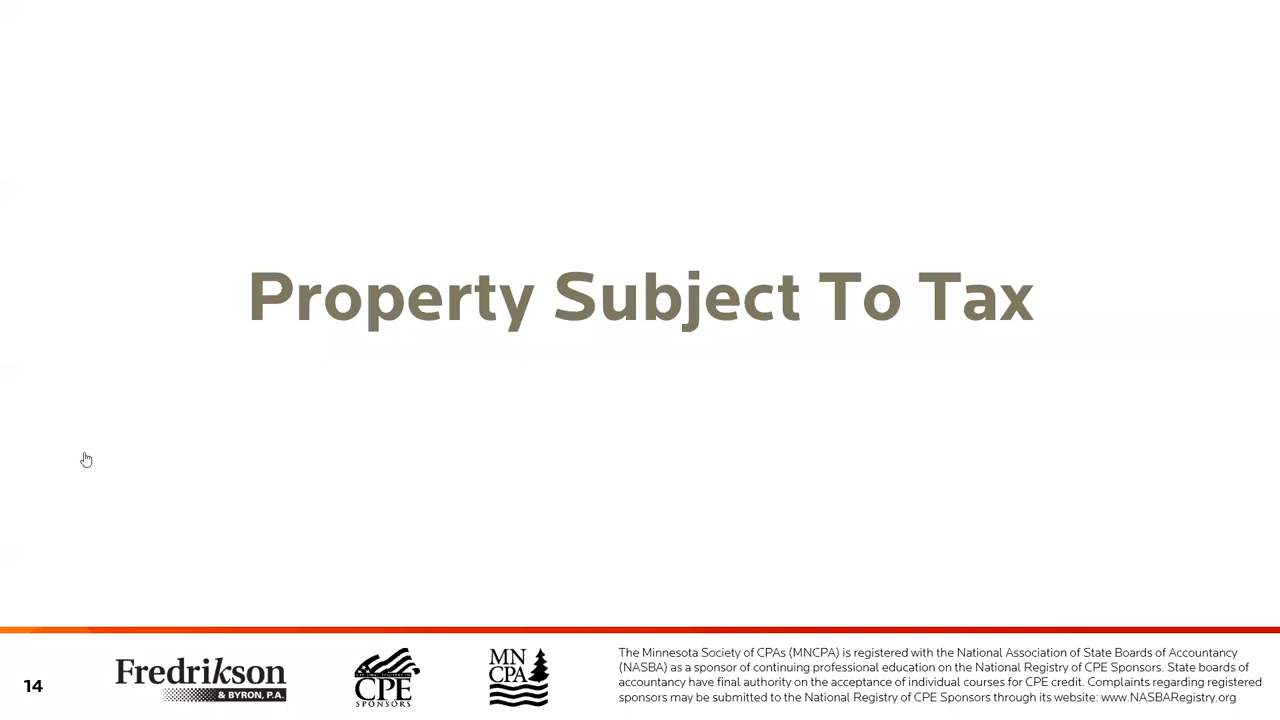 Property Subject To Tax
14
Fredrikson
& BYRON, P.A.
CPE
SPONSORS
MN
CPA
The Minnesota Society of CPAs (MNCPA) is registered with the National Association of State Boards of Accountancy
(NASBA) as a sponsor of continuing professional education on the National Registry of CPE Sponsors. State boards of
accountancy have final authority on the acceptance of individual courses for CPE credit. Complaints regarding registered
sponsors may be submitted to the National Registry of CPE Sponsors through its website: www.NASBARegistry.org